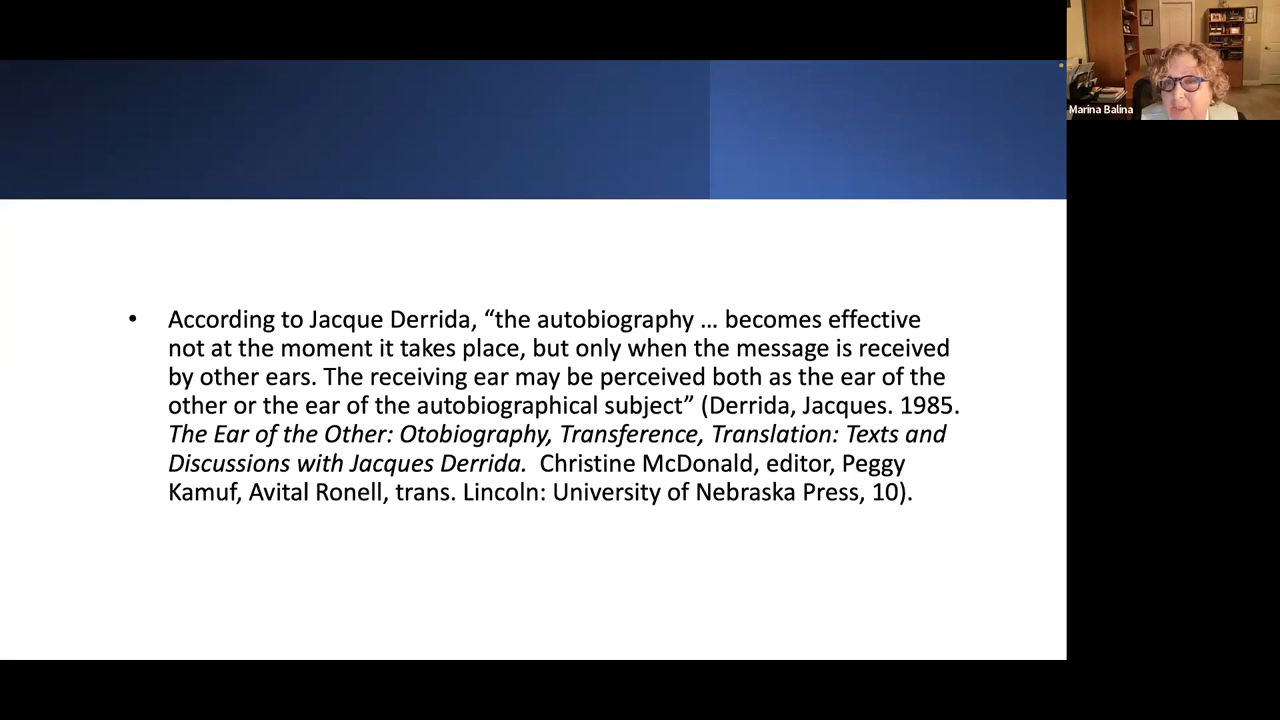 • According to Jacque Derrida, “the autobiography … becomes effective
not at the moment it takes place, but only when the message is received
by other ears. The receiving ear may be perceived both as the ear of the
other or the ear of the autobiographical subject” (Derrida, Jacques. 1985.
The Ear of the Other: Otobiography, Transference, Translation: Texts and
Discussions with Jacques Derrida.  Christine McDonald, editor, Peggy
Kamuf, Avital Ronell, trans. Lincoln: University of Nebraska Press, 10).
Marina Balina